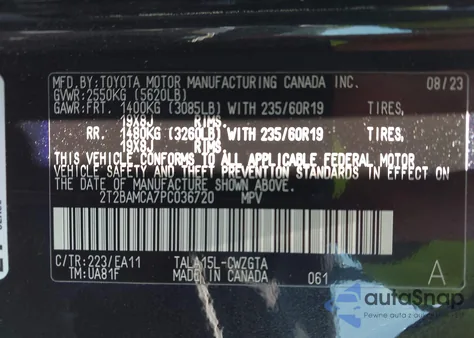 MFD.BY:TOYOTA MOTOR MANUFACTURING CANADA INC. 08/23
GVWR:2550KG (5620LB)
GAWR:FRT. 1400KG (3085LB) WITH 235/60R19 TIRES,
19X8J RIMS.
RR. 1480KG (3260LB) WITH 235/60R19 TIRES,
19X8J RIMS.
THIS VEHICLE CONFORMS TO ALL APPLICABLE FEDERAL MOTOR
VEHICLE SAFETY AND THEFT PREVENTION STANDARDS IN EFFECT ON
THE DATE OF MANUFACTURE SHOWN ABOVE.
2T2BAMCA7PC036720 MPV
C/TR:223/EA11 TALA15L-CWZGTA
TM:UA81F MADE IN CANADA 061 A
autoSnap
Pewne auto z dowozem